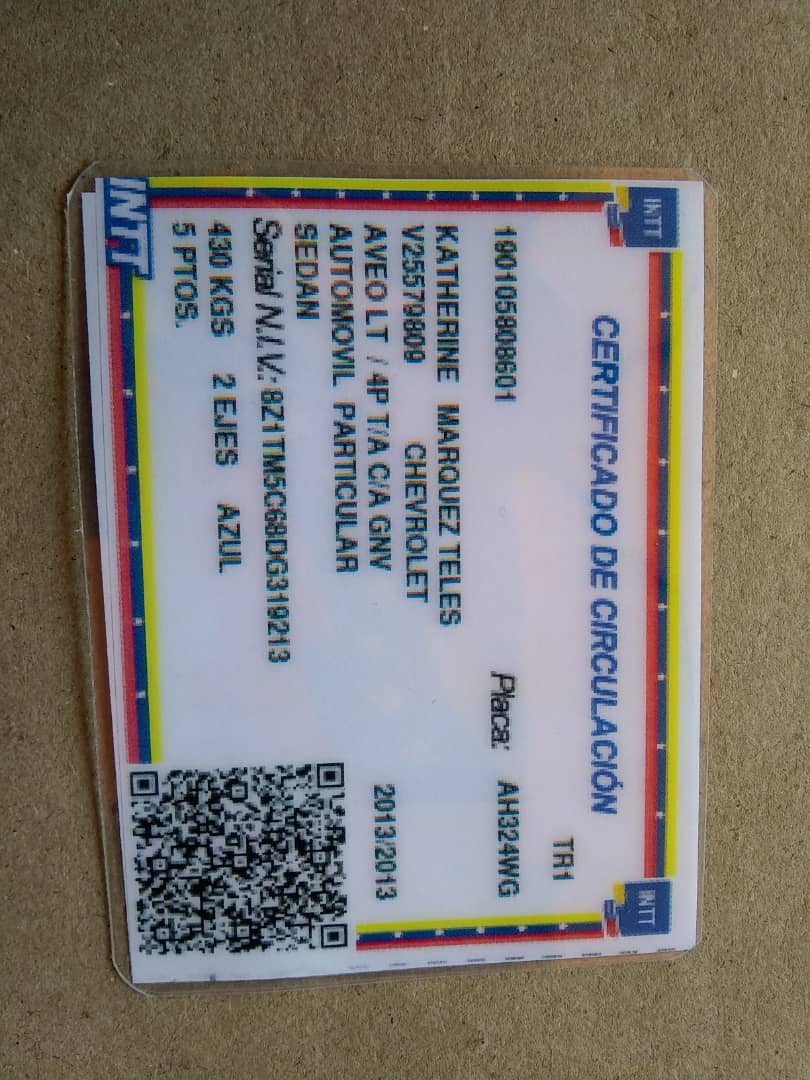 INTT INTT
CERTIFICADO DE CIRCULACIÓN
TR1
190105808601 Placa: AH324WG
KATHERINE MARQUEZ TELES
V25579809 CHEVROLET
AVEO LT / 4P T/A C/A GNV 2013/2013
AUTOMOVIL PARTICULAR
SEDAN
Serial N.I.V.: 8Z1TM5C68DG319213
430 KGS 2 EJES AZUL
5 PTOS.
INTT